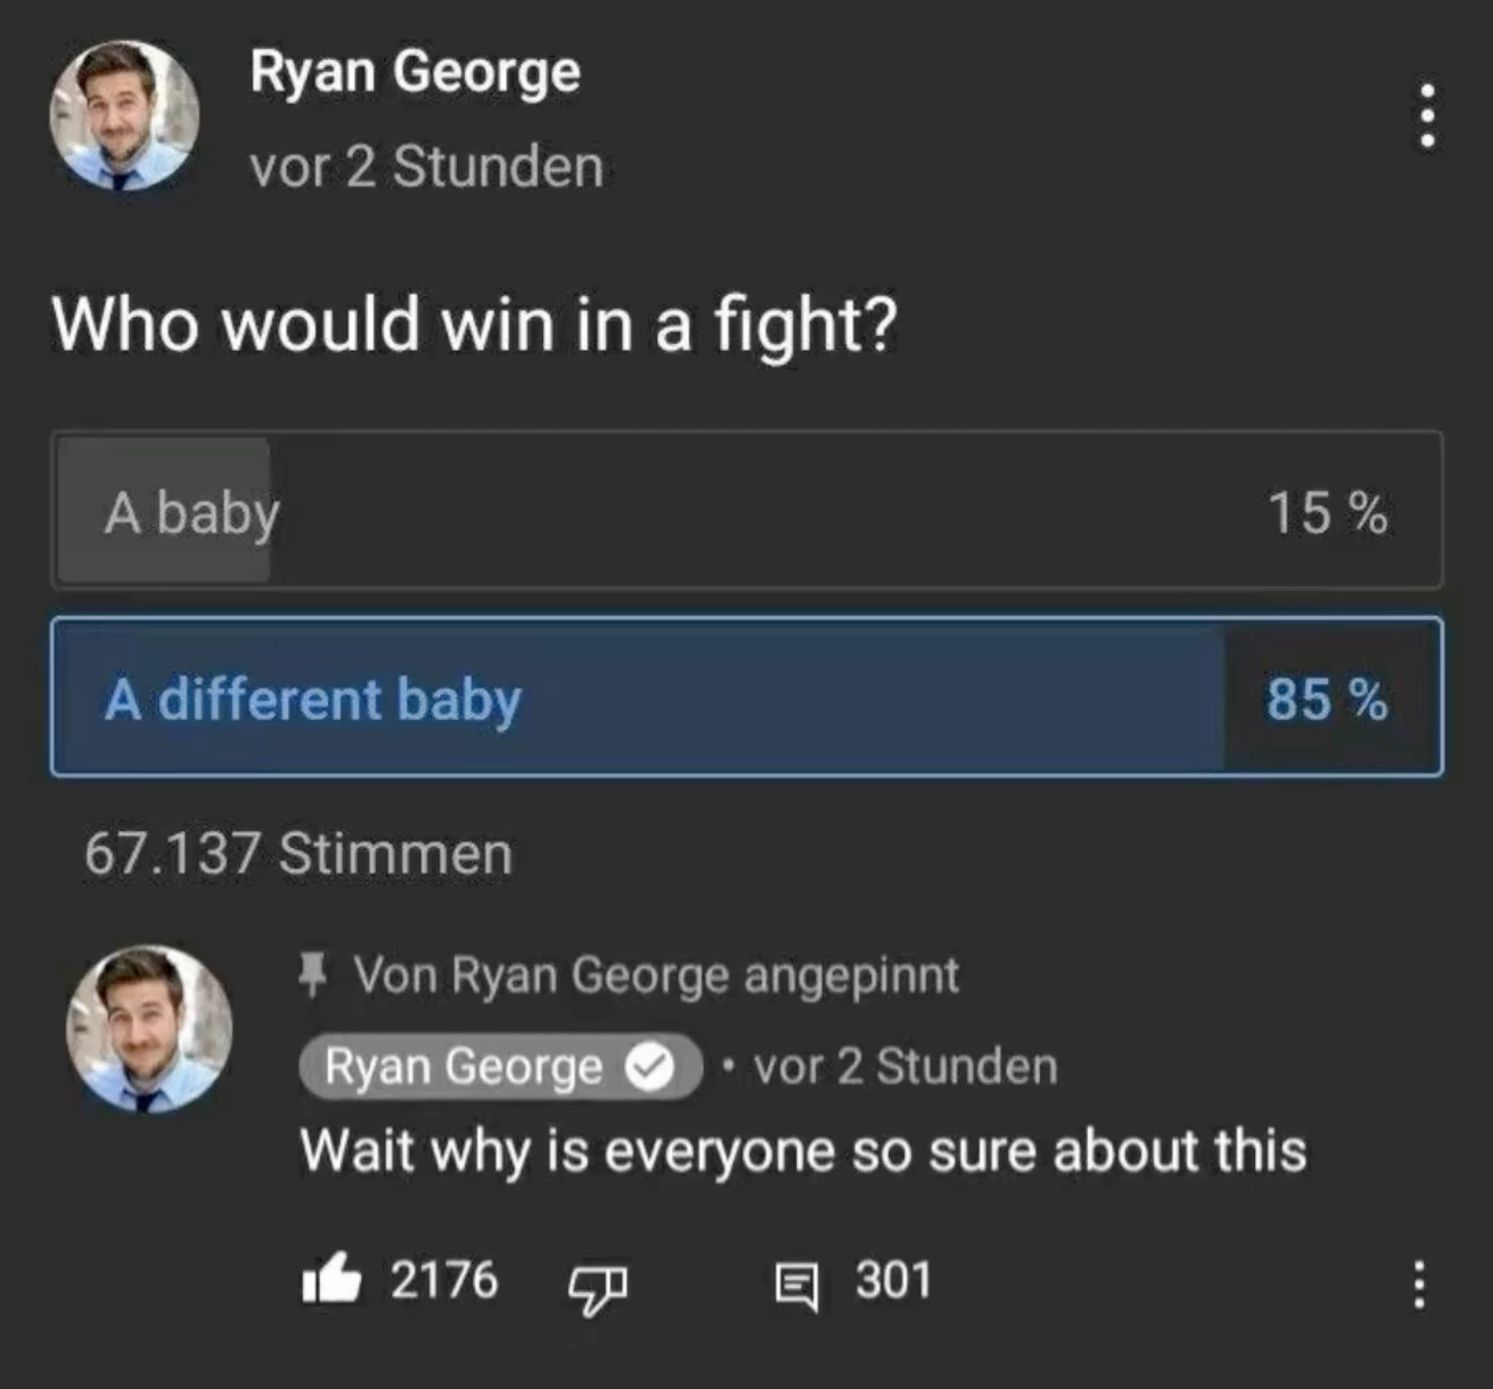 Ryan George
vor 2 Stunden
Who would win in a fight?
A baby 15 %
A different baby 85 %
67.137 Stimmen
Von Ryan George angepinnt
Ryan George • vor 2 Stunden
Wait why is everyone so sure about this
2176 301